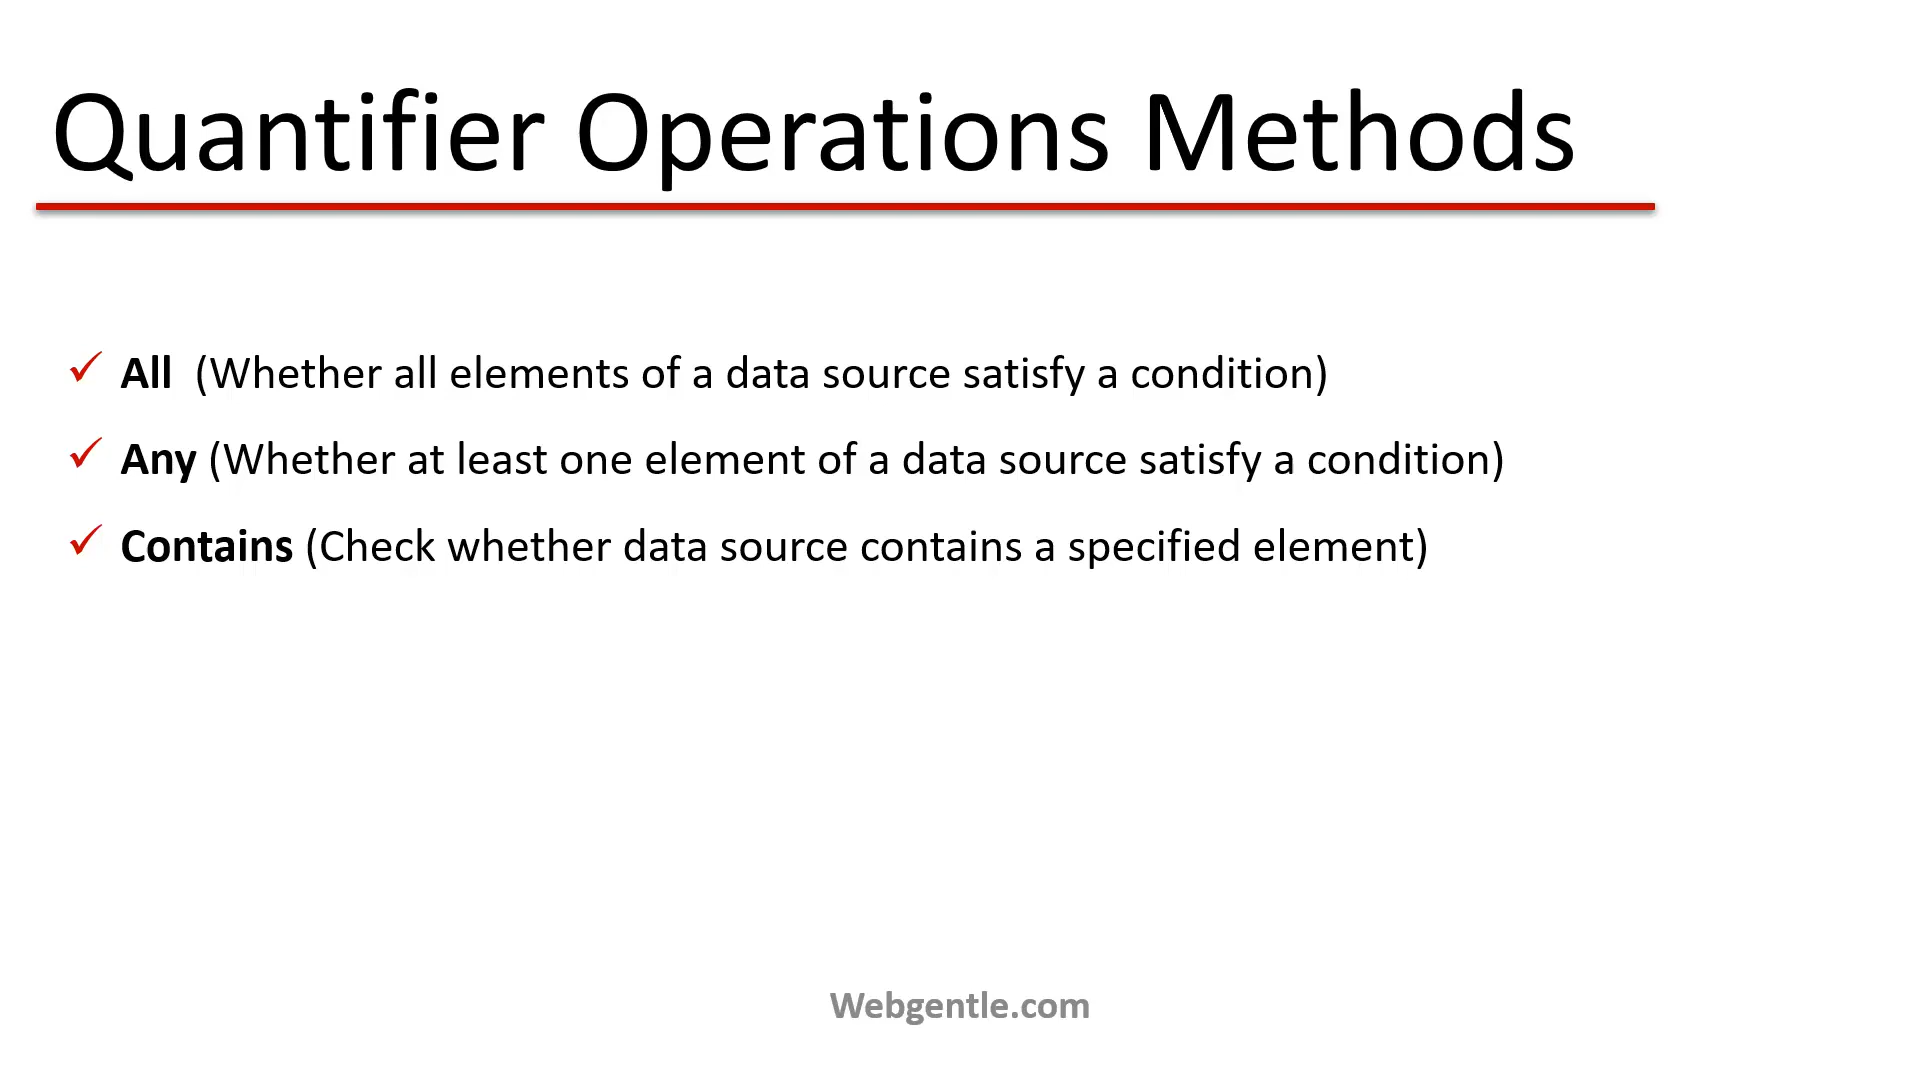 Quantifier Operations Methods
All (Whether all elements of a data source satisfy a condition)
Any (Whether at least one element of a data source satisfy a condition)
Contains (Check whether data source contains a specified element)
Webgentle.com